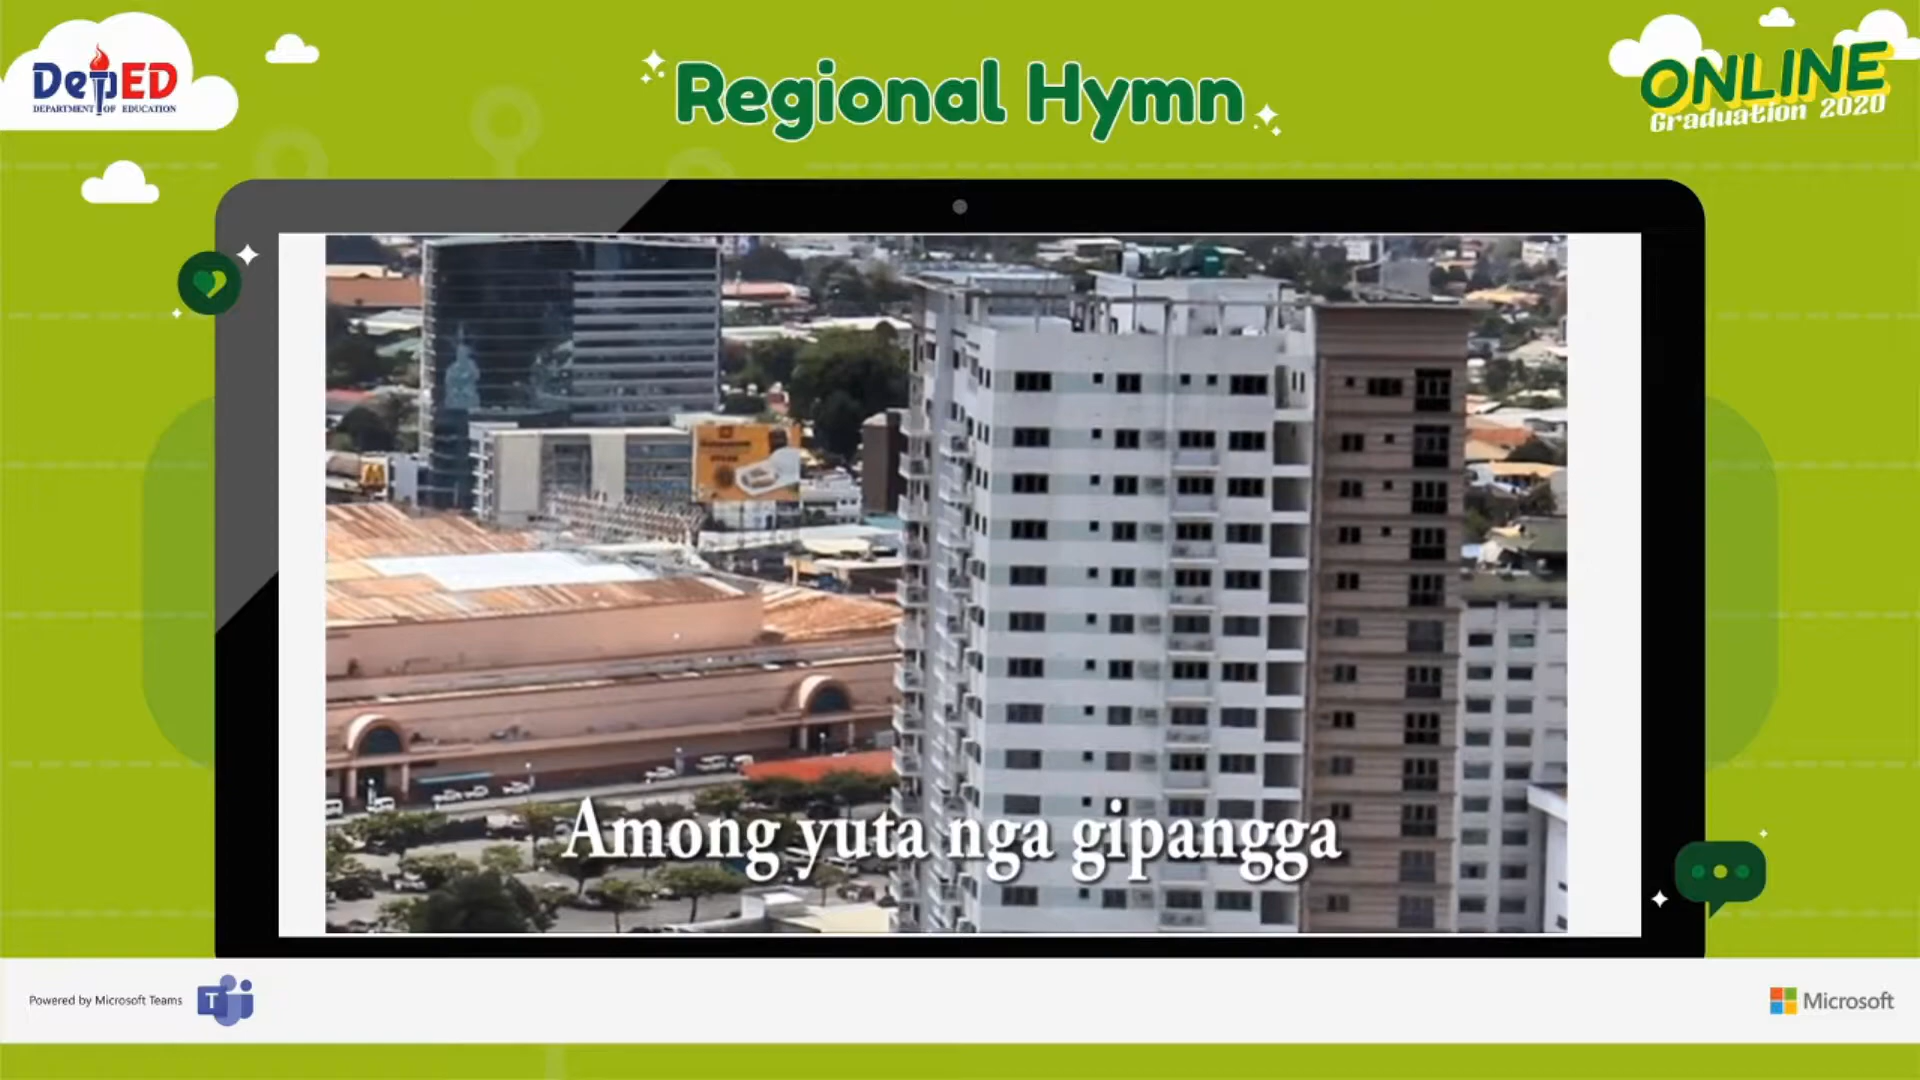 DepED
DEPARTMENT OF EDUCATION
Regional Hymn
ONLINE
Graduation 2020
Among yuta nga gipangga
Powered by Microsoft Teams
T
Microsoft